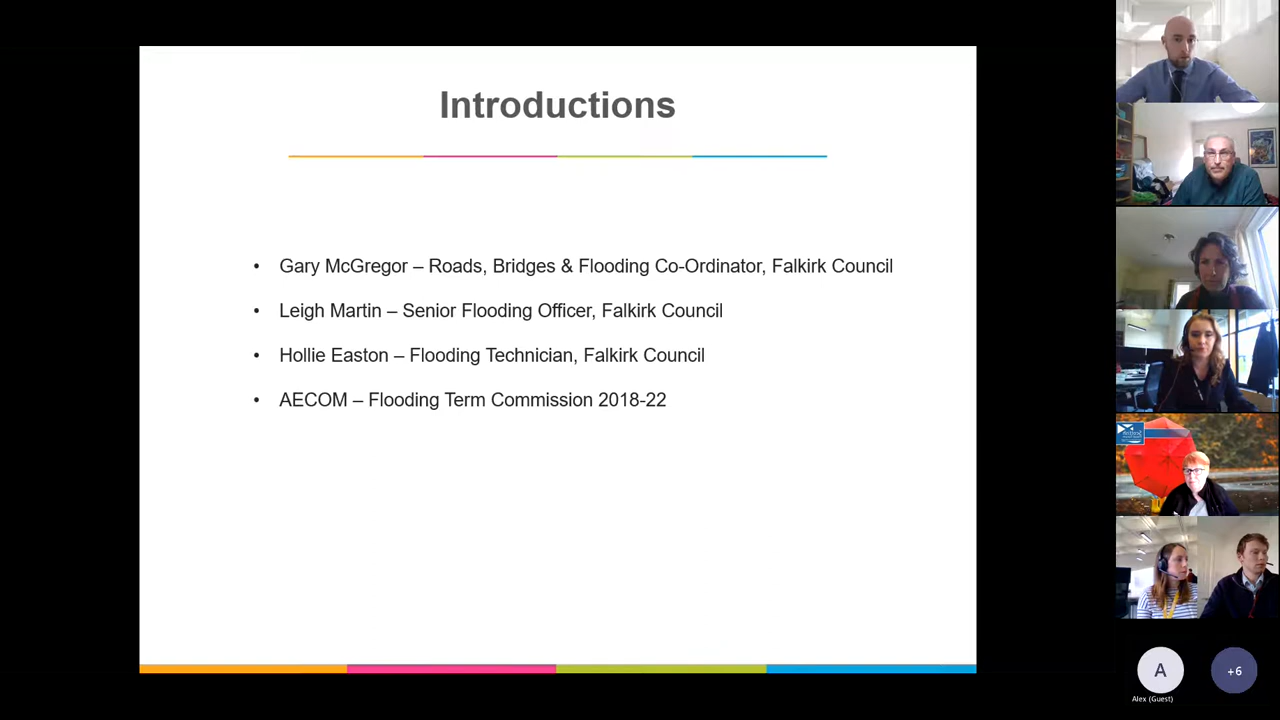 Introductions
• Gary McGregor – Roads, Bridges & Flooding Co-Ordinator, Falkirk Council
• Leigh Martin – Senior Flooding Officer, Falkirk Council
• Hollie Easton – Flooding Technician, Falkirk Council
• AECOM – Flooding Term Commission 2018-22
A
+6
Alex (Guest)